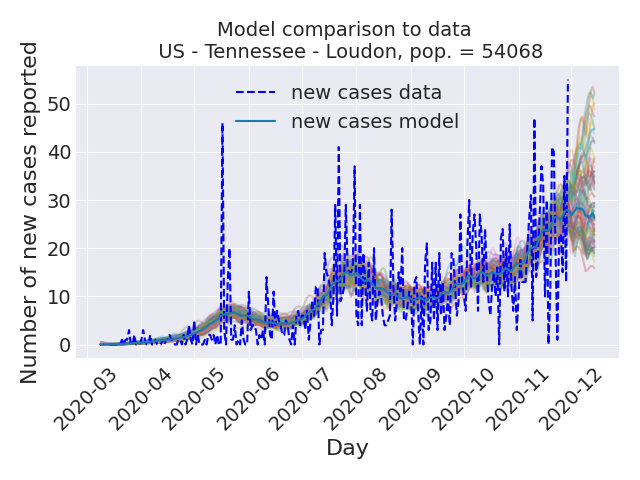 Model comparison to data
US - Tennessee - Loudon, pop. = 54068
Number of new cases reported
50
40
30
20
10
0
new cases data
new cases model
2020-03
2020-04
2020-05
2020-06
2020-07
2020-08
2020-09
2020-10
2020-11
2020-12
Day